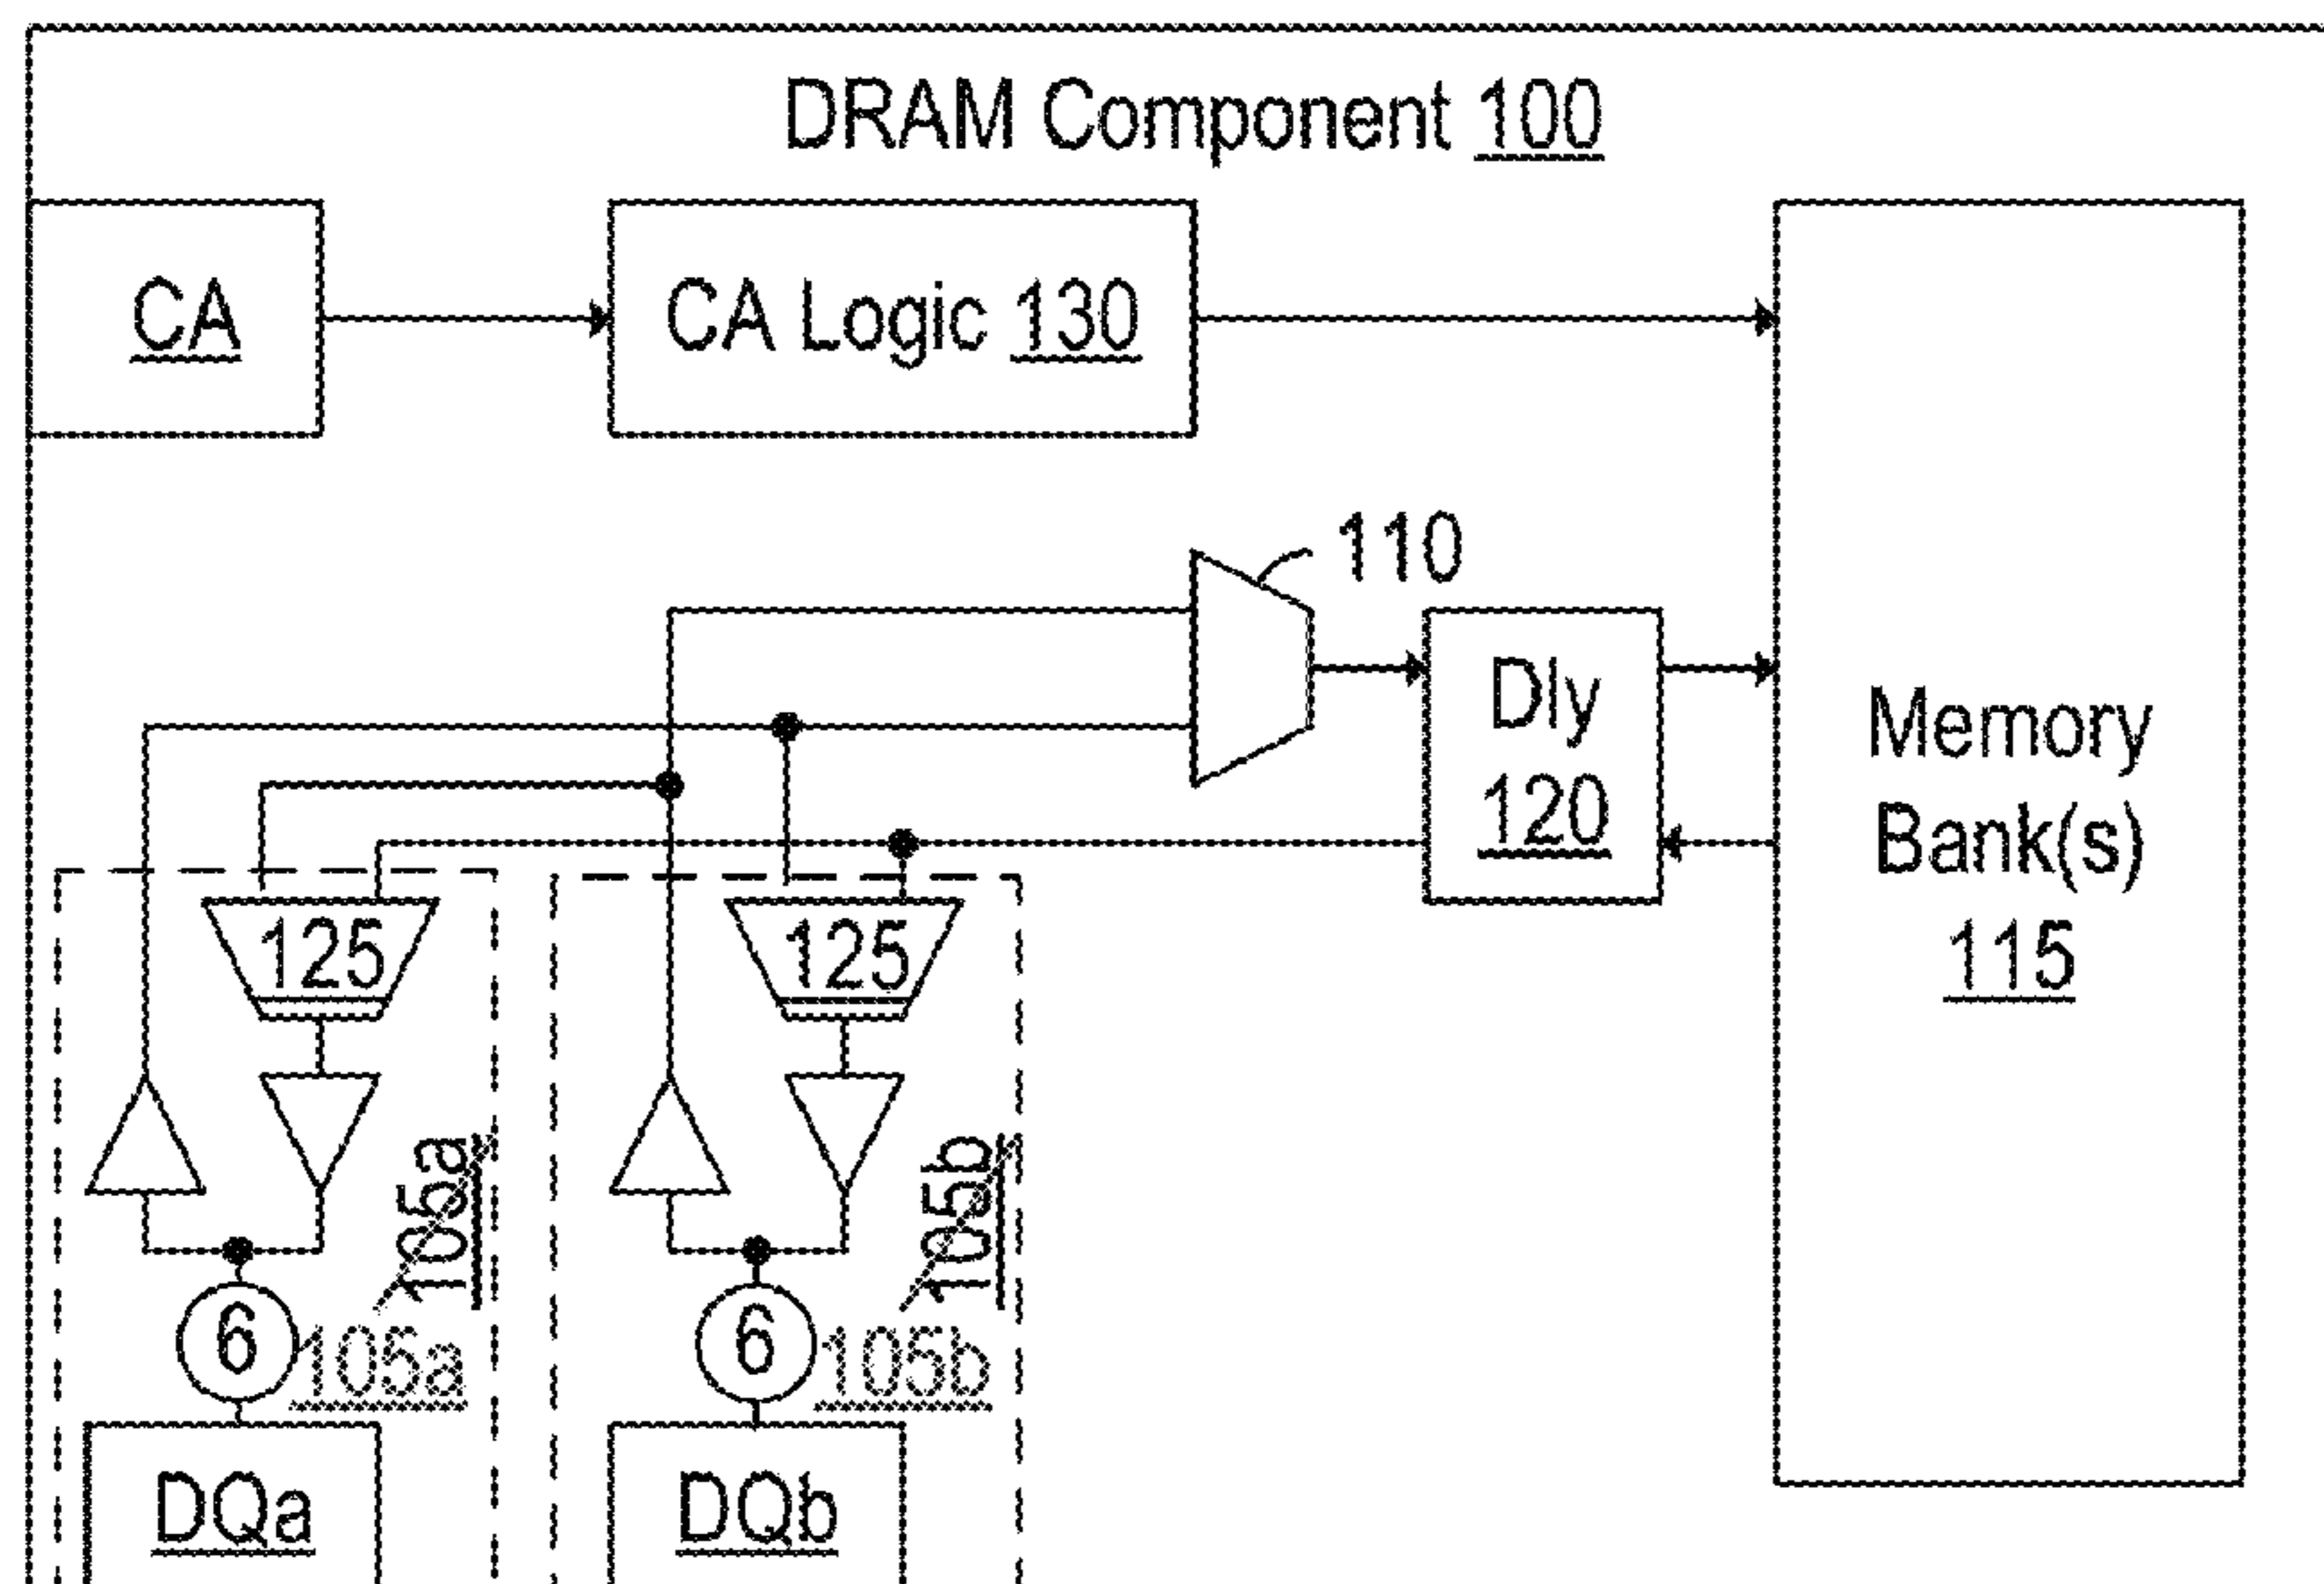 DRAM Component 100
CA
CA Logic 130
110
Dly
120
Memory
Bank(s)
115
125
125
105a
105b
6
105a
6
105b
DQa
DQb